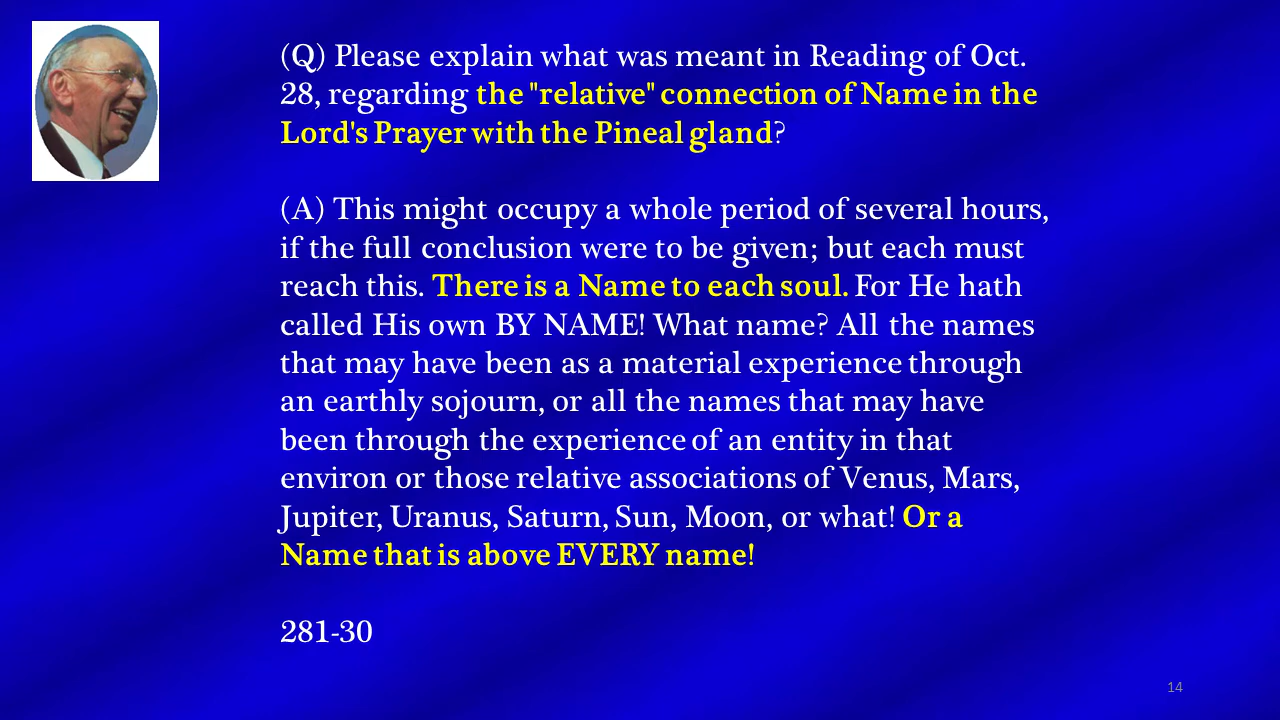 (Q) Please explain what was meant in Reading of Oct.
28, regarding the "relative" connection of Name in the
Lord's Prayer with the Pineal gland?
(A) This might occupy a whole period of several hours,
if the full conclusion were to be given; but each must
reach this. There is a Name to each soul. For He hath
called His own BY NAME! What name? All the names
that may have been as a material experience through
an earthly sojourn, or all the names that may have
been through the experience of an entity in that
environ or those relative associations of Venus, Mars,
Jupiter, Uranus, Saturn, Sun, Moon, or what! Or a
Name that is above EVERY name!
281-30
14